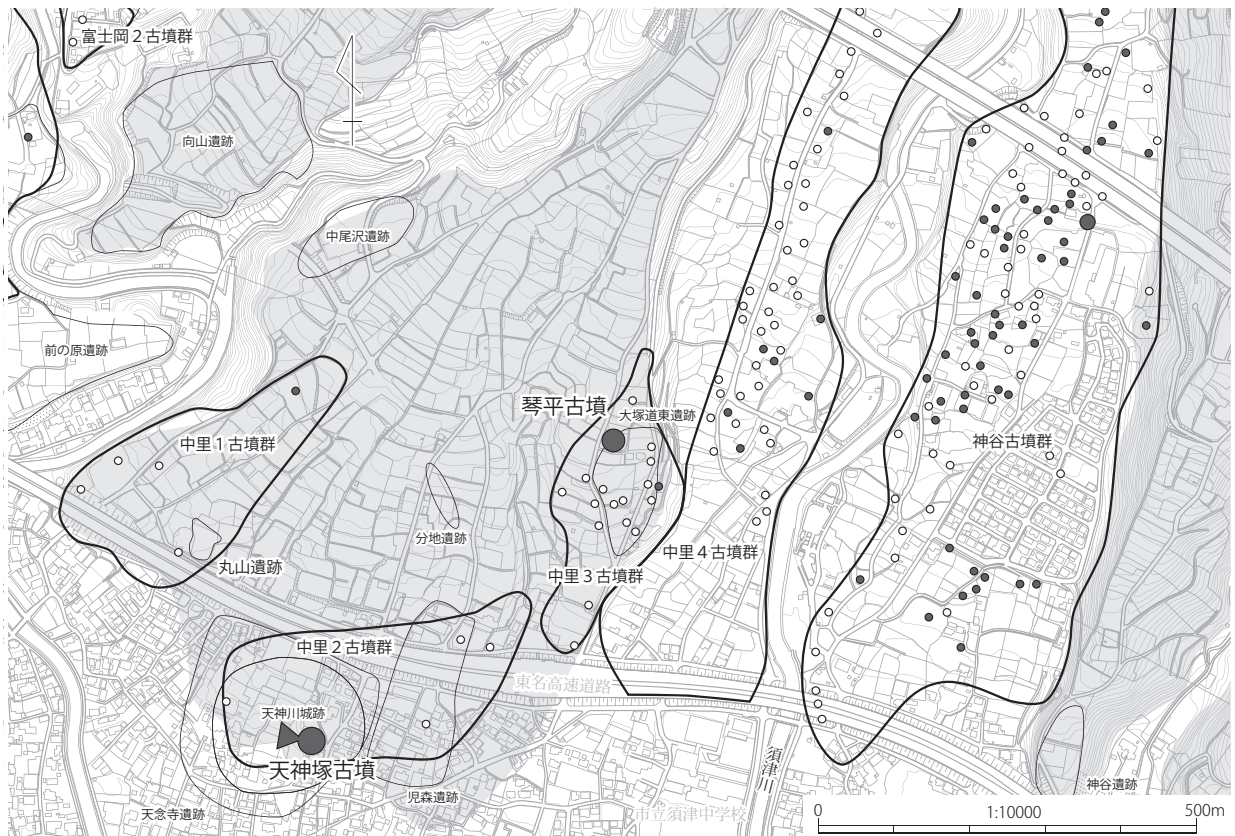 富士岡２古墳群
向山遺跡
中尾沢遺跡
前の原遺跡
琴平古墳
大塚道東遺跡
中里１古墳群
神谷古墳群
分地遺跡
中里４古墳群
丸山遺跡
中里３古墳群
中里２古墳群
東名高速道路
天神川城跡
天神塚古墳
須津川
児森遺跡
神谷遺跡
天念寺遺跡
市立須津中学校
0 1:10000 500m